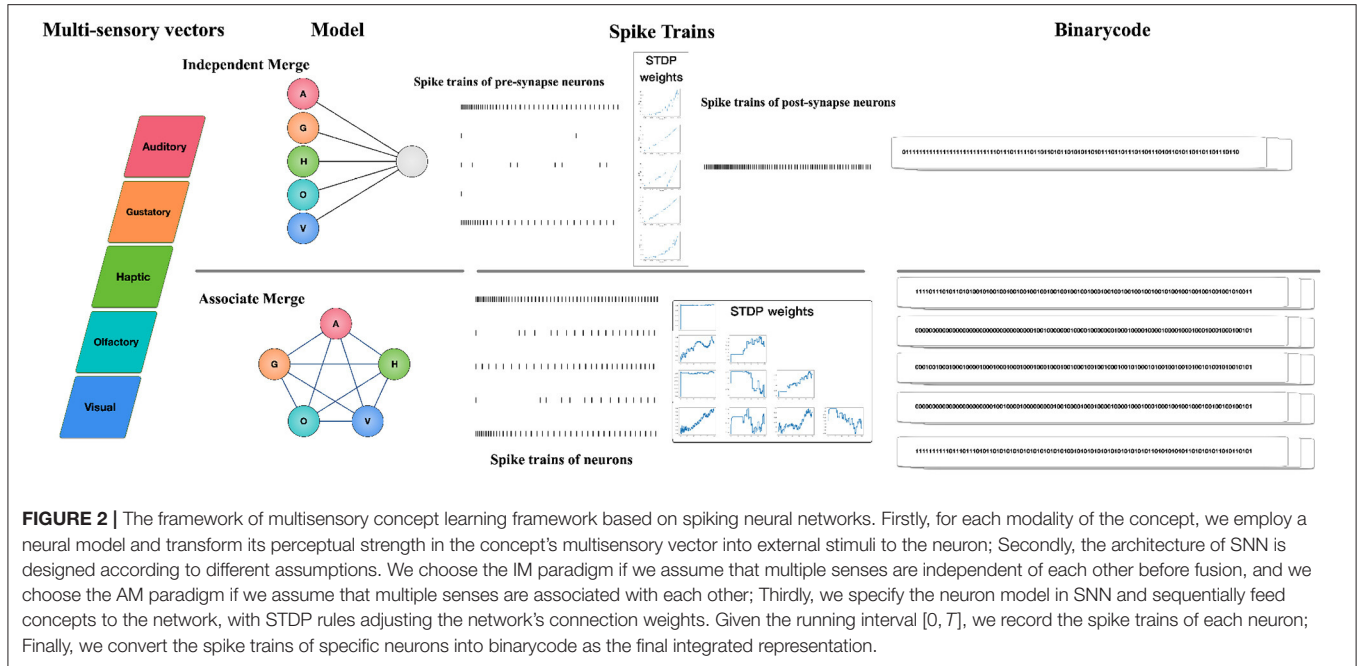 Multi-sensory vectors
Model
Spike Trains
Binarycode
Independent Merge
A
G
H
O
V
Spike trains of pre-synapse neurons
STDP
weights
Spike trains of post-synapse neurons
Auditory
Gustatory
Haptic
Olfactory
Visual
Associate Merge
A
G
H
O
V
STDP weights
Spike trains of neurons
FIGURE 2 | The framework of multisensory concept learning framework based on spiking neural networks. Firstly, for each modality of the concept, we employ a
neural model and transform its perceptual strength in the concept's multisensory vector into external stimuli to the neuron; Secondly, the architecture of SNN is
designed according to different assumptions. We choose the IM paradigm if we assume that multiple senses are independent of each other before fusion, and we
choose the AM paradigm if we assume that multiple senses are associated with each other; Thirdly, we specify the neuron model in SNN and sequentially feed
concepts to the network, with STDP rules adjusting the network's connection weights. Given the running interval [0, T], we record the spike trains of each neuron;
Finally, we convert the spike trains of specific neurons into binarycode as the final integrated representation.